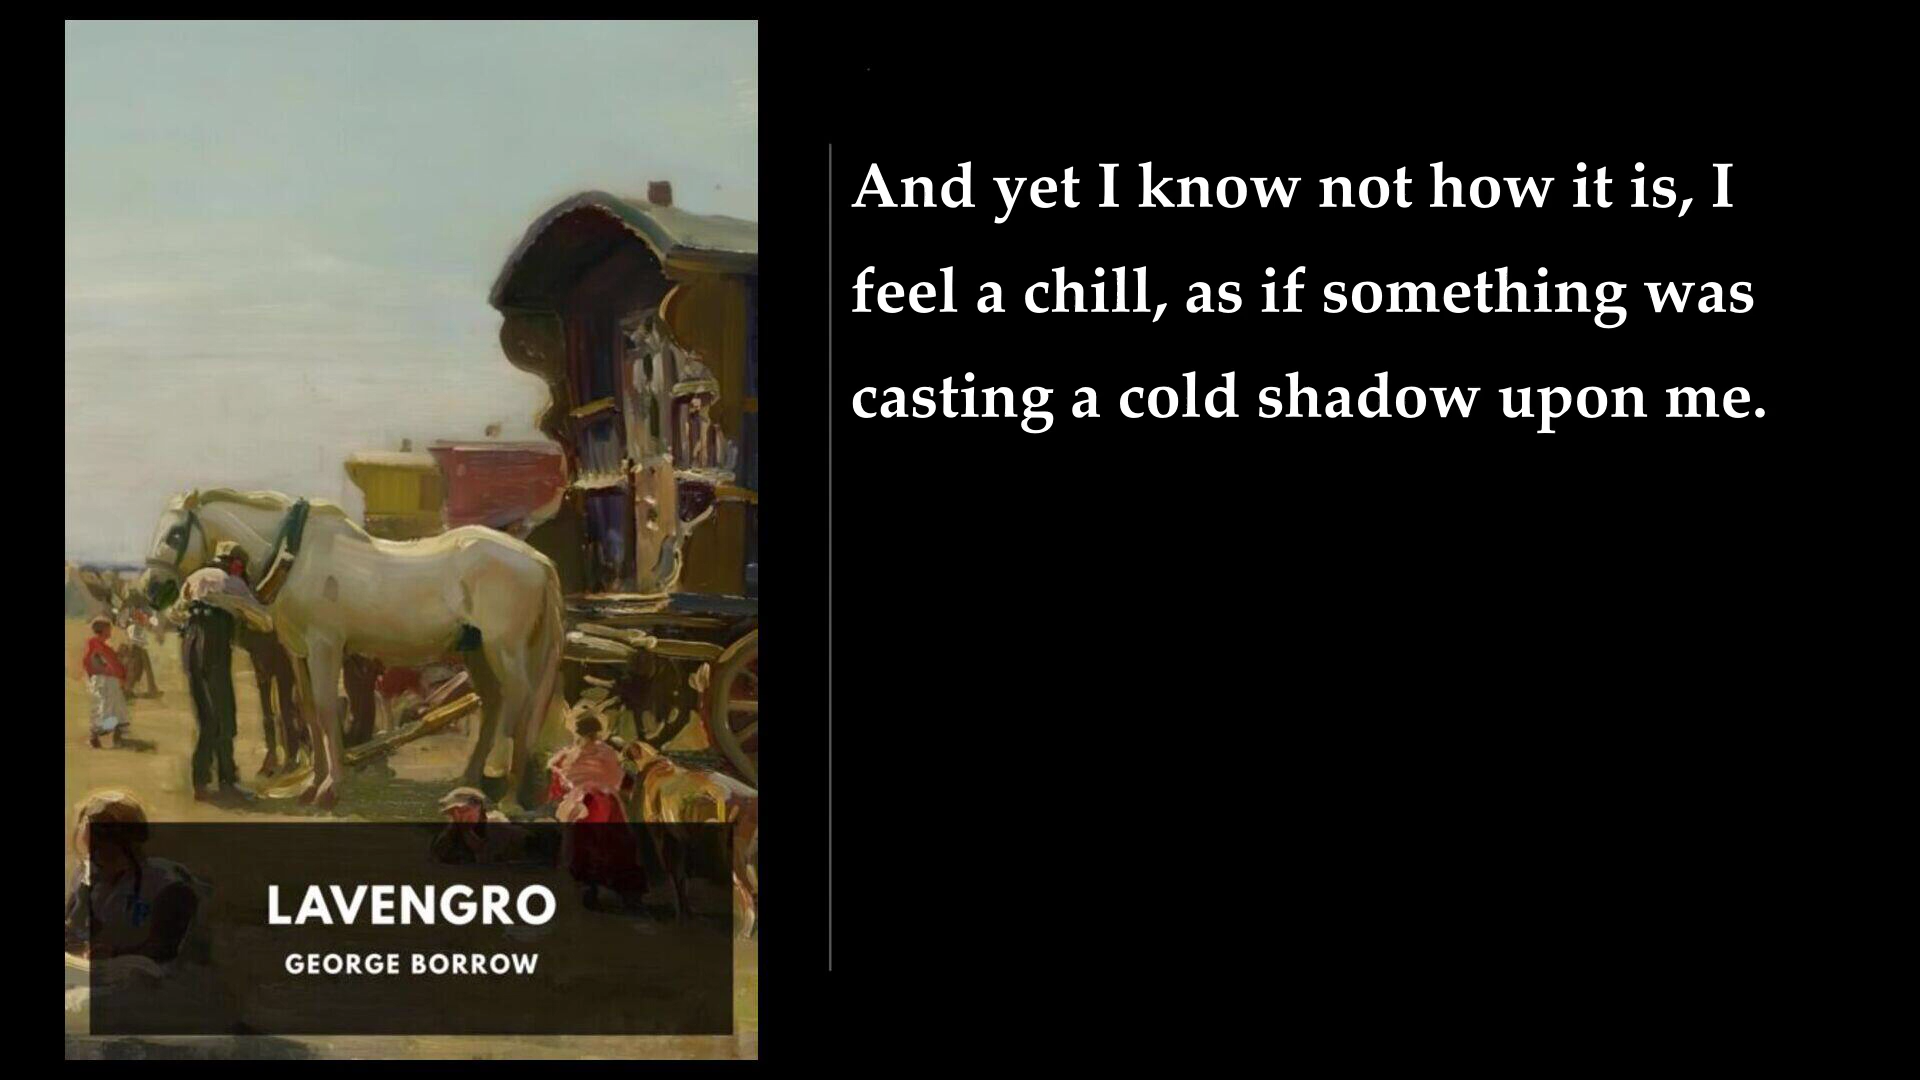 And yet I know not how it is, I
feel a chill, as if something was
casting a cold shadow upon me.
LAVENGRO
GEORGE BORROW